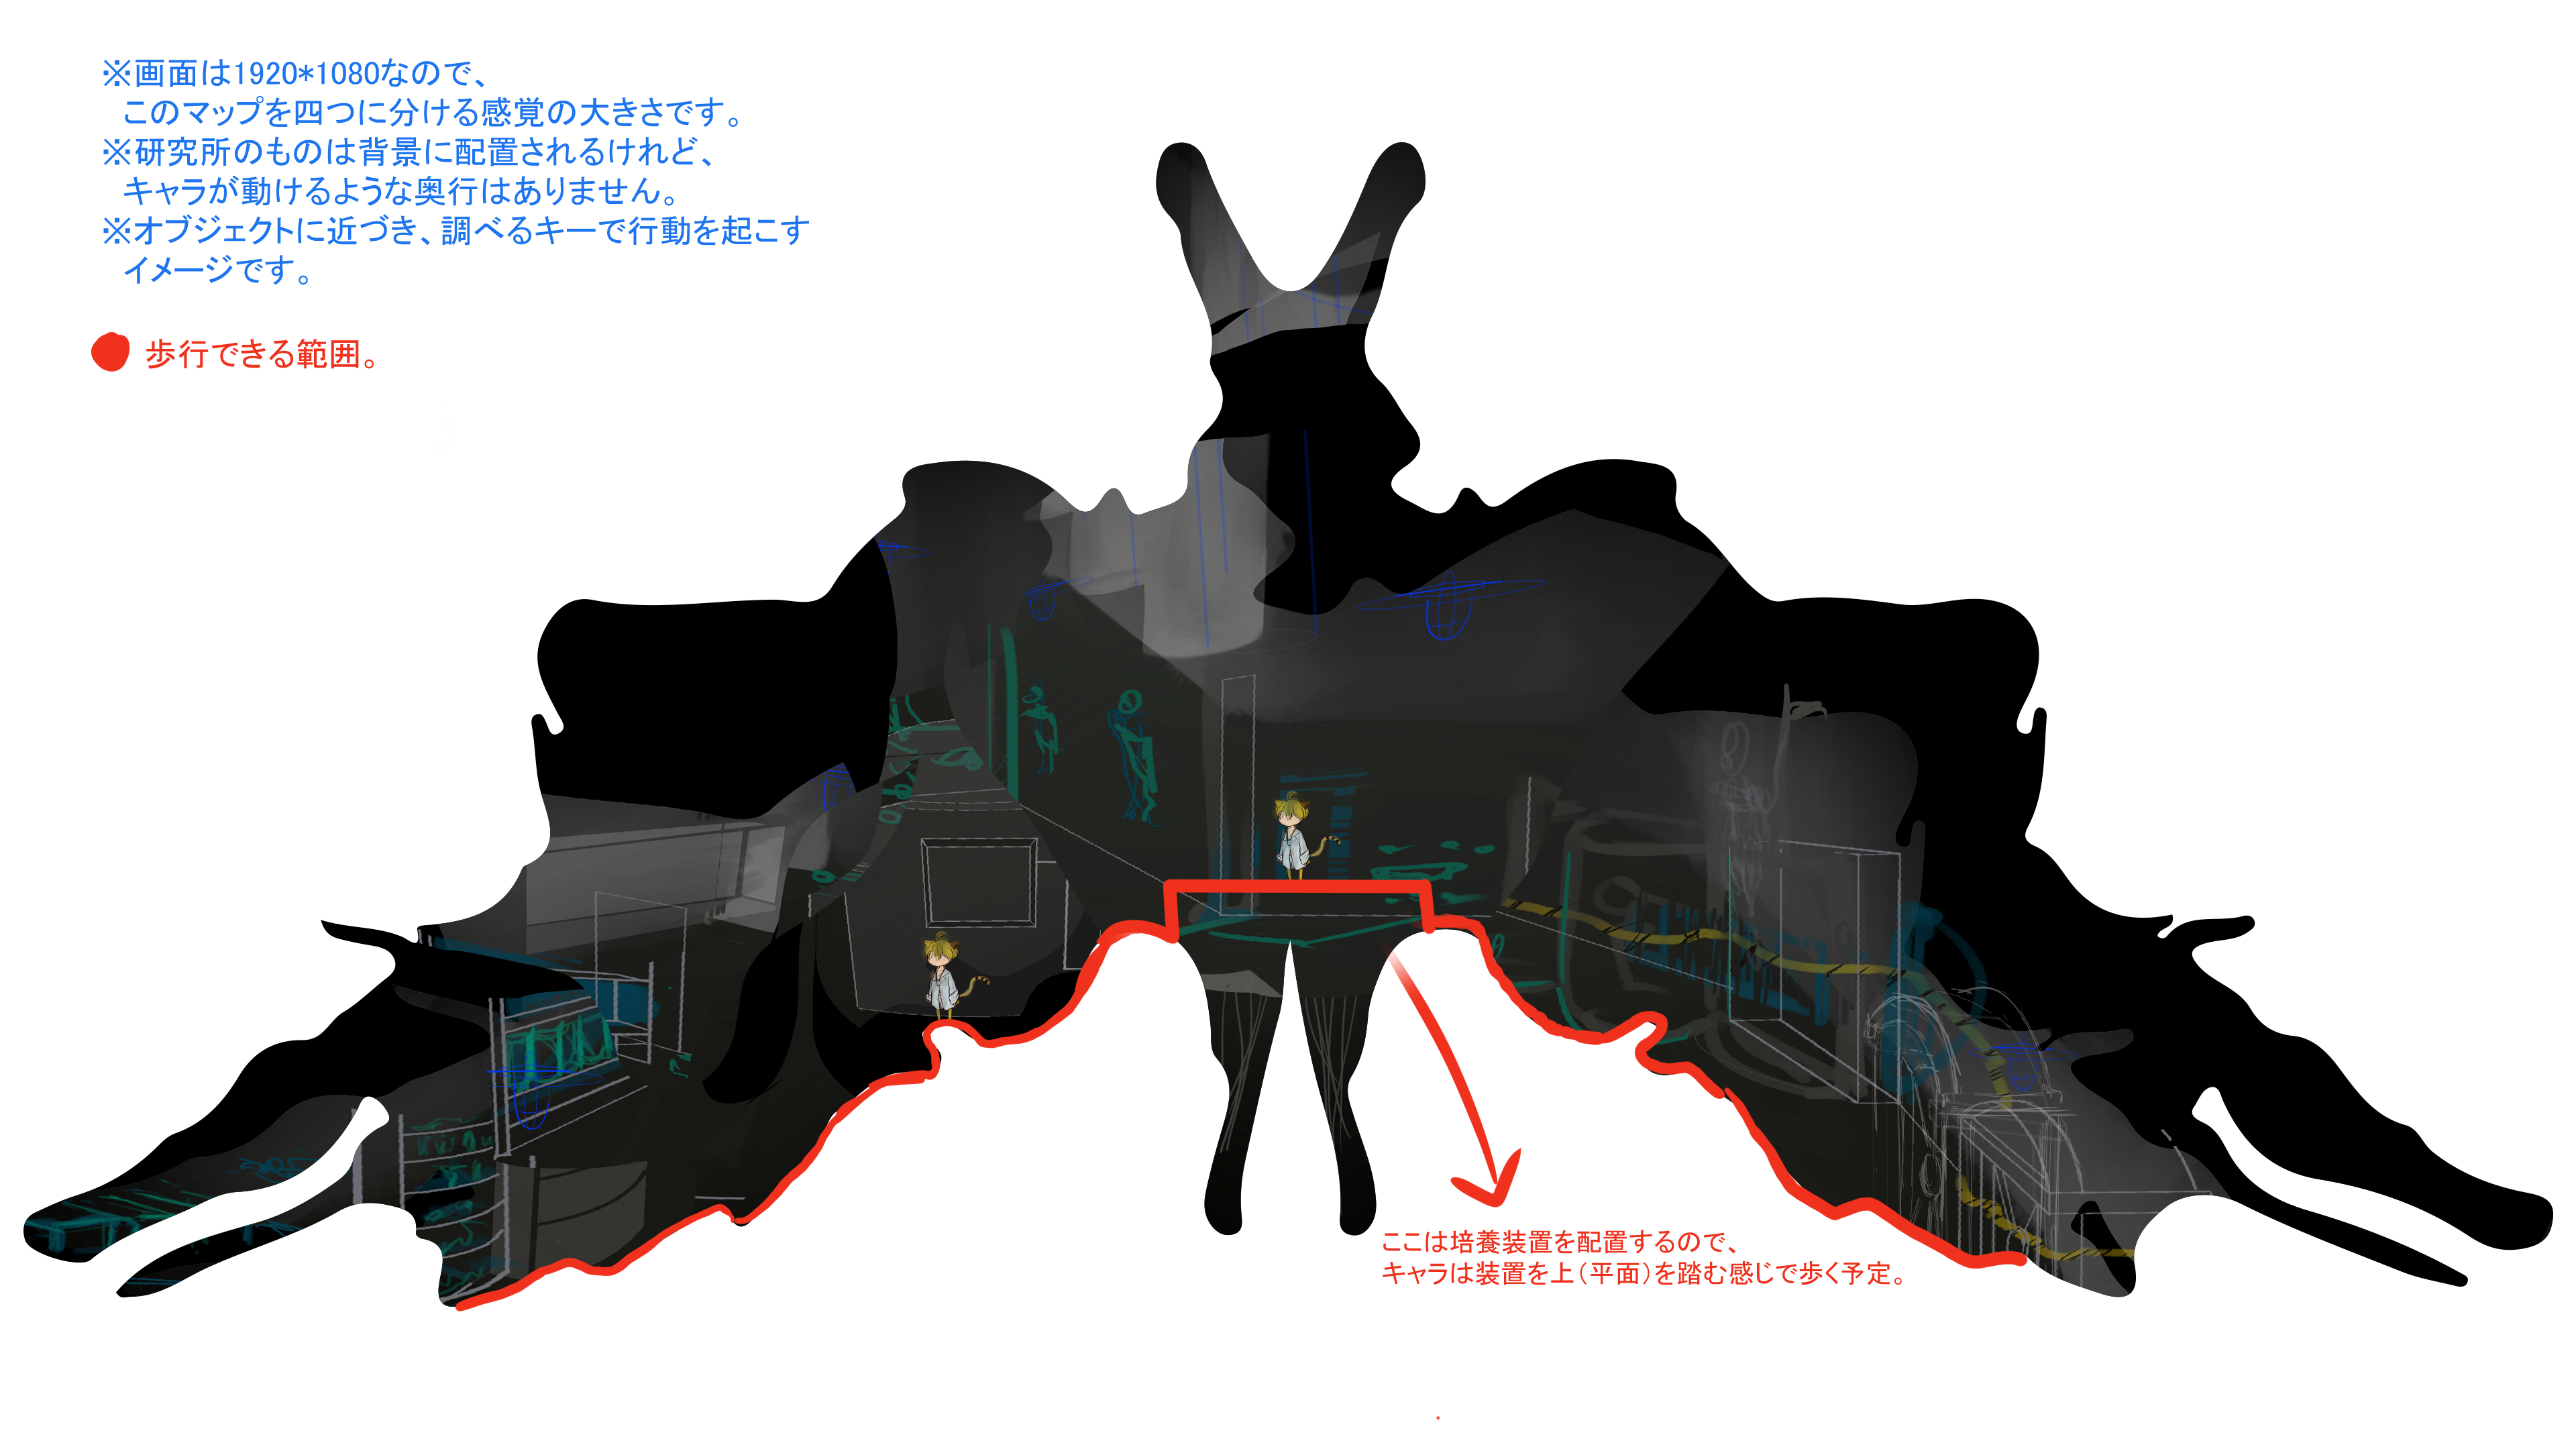 ※画面は1920*1080なので、
このマップを四つに分ける感覚の大きさです。
※研究所のものは背景に配置されるけれど、
キャラが動けるような奥行はありません。
※オブジェクトに近づき、調べるキーで行動を起こす
イメージです。
歩行できる範囲。
ここは培養装置を配置するので、
キャラは装置を上（平面）を踏む感じで歩く予定。